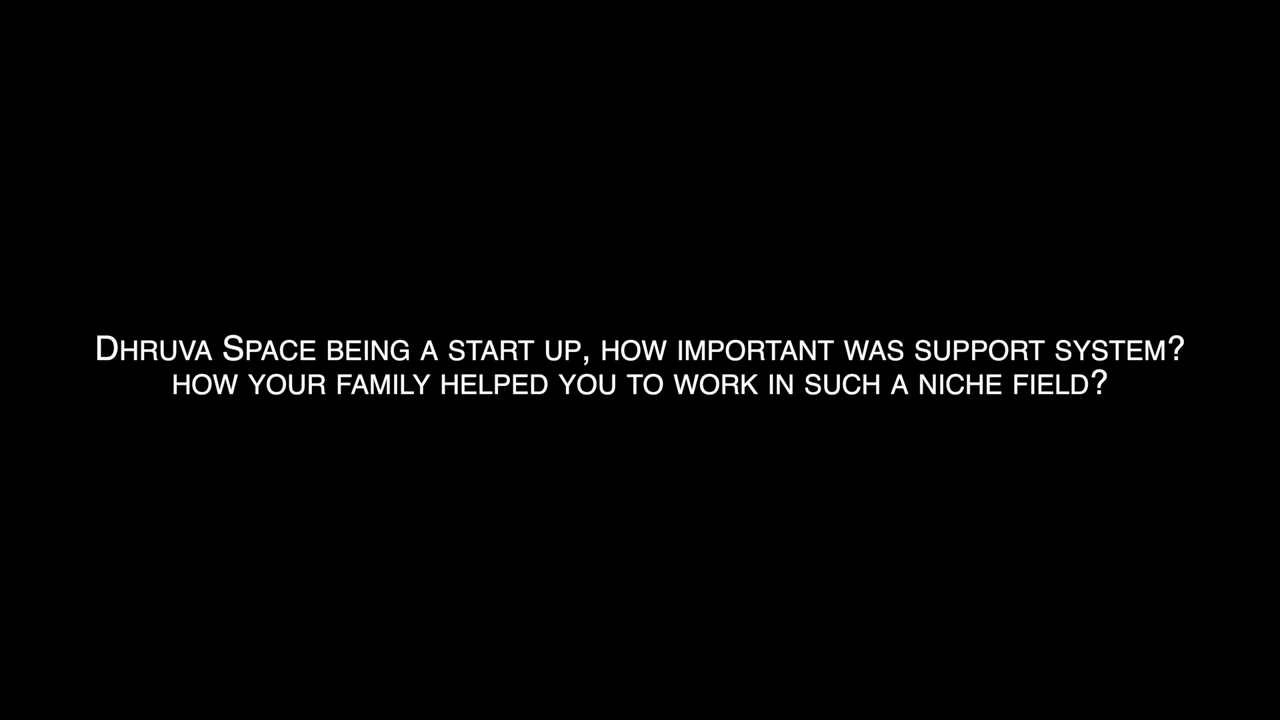 Dhruva Space being a start up, how important was support system?
how your family helped you to work in such a niche field?